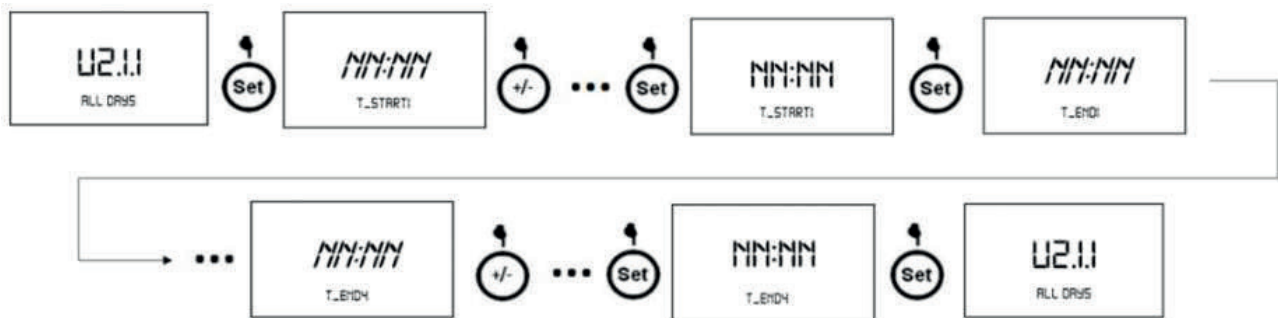 U2.1.1
ALL DAYS
Set
NN:NN
T_START1
+/-
Set
NN:NN
T_START1
Set
NN:NN
T_END1
NN:NN
T_END4
+/-
Set
NN:NN
T_END4
Set
U2.1.1
ALL DAYS